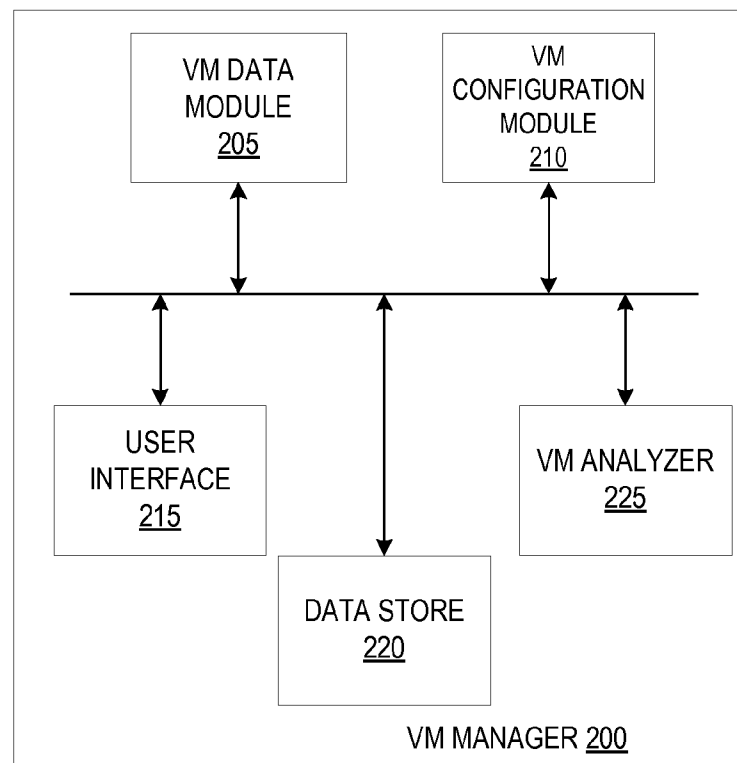 VM DATA
MODULE
205
VM
CONFIGURATION
MODULE
210
USER
INTERFACE
215
VM ANALYZER
225
DATA STORE
220
VM MANAGER 200